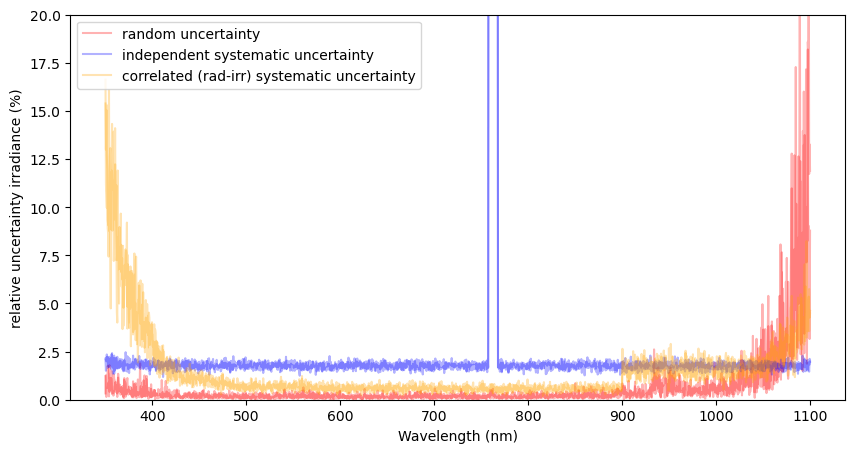 20.0
17.5
15.0
12.5
10.0
7.5
5.0
2.5
0.0
relative uncertainty irradiance (%)
random uncertainty
independent systematic uncertainty
correlated (rad-irr) systematic uncertainty
400 500 600 700 800 900 1000 1100
Wavelength (nm)